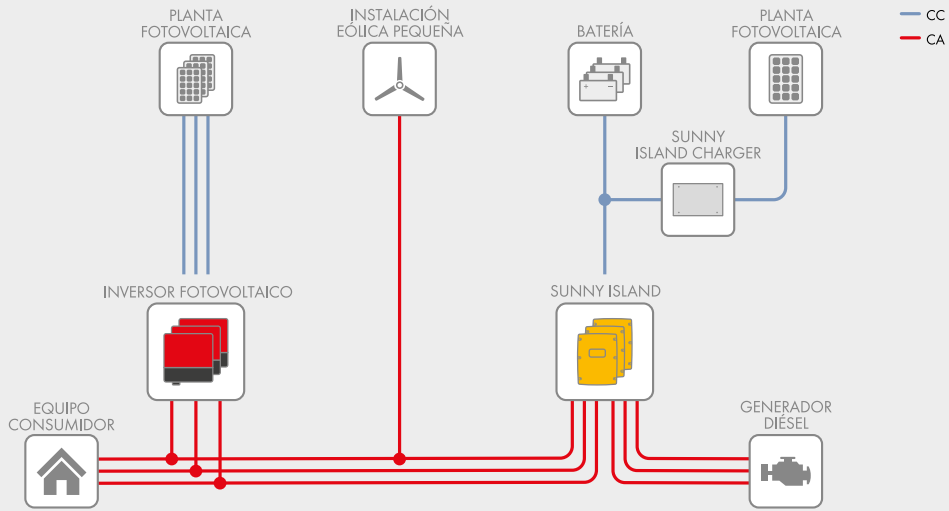 PLANTA
FOTOVOLTAICA
INSTALACIÓN
EÓLICA PEQUEÑA
BATERÍA
PLANTA
FOTOVOLTAICA
CC
CA
SUNNY
ISLAND CHARGER
INVERSOR FOTOVOLTAICO
SUNNY ISLAND
EQUIPO
CONSUMIDOR
GENERADOR
DIÉSEL